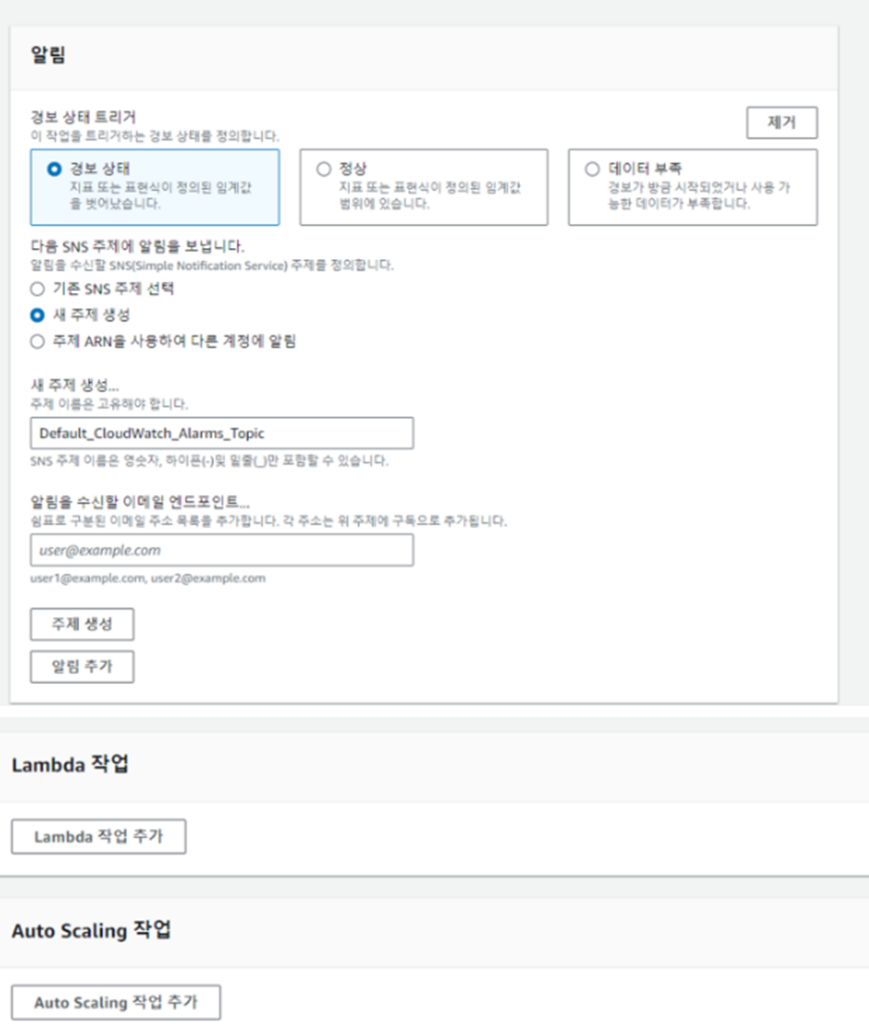 알림
경보 상태 트리거
이 작업을 트리거하는 경보 상태를 정의합니다.
제거
경보 상태
지표 또는 표현식이 정의된 임계값
을 벗어났습니다.
정상
지표 또는 표현식이 정의된 임계값
범위에 있습니다.
데이터 부족
경보가 방금 시작되었거나 사용 가
능한 데이터가 부족합니다.
다음 SNS 주제에 알림을 보냅니다.
알림을 수신할 SNS(Simple Notification Service) 주제를 정의합니다.
기존 SNS 주제 선택
새 주제 생성
주제 ARN을 사용하여 다른 계정에 알림
새 주제 생성...
주제 이름은 고유해야 합니다.
Default_CloudWatch_Alarms_Topic
SNS 주제 이름은 영숫자, 하이픈(-)및 밑줄(_)만 포함할 수 있습니다.
알림을 수신할 이메일 엔드포인트...
쉼표로 구분된 이메일 주소 목록을 추가합니다. 각 주소는 위 주제에 구독으로 추가됩니다.
user@example.com
user1@example.com, user2@example.com
주제 생성
알림 추가
Lambda 작업
Lambda 작업 추가
Auto Scaling 작업
Auto Scaling 작업 추가